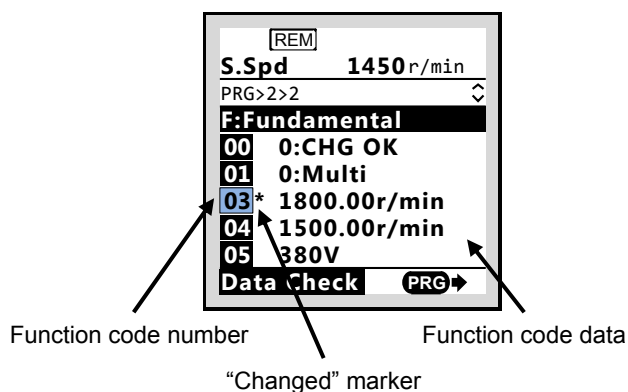 REM
S.Spd 1450 r/min
PRG>2>2
F:Fundamental
00 0:CHG OK
01 0:Multi
03 * 1800.00r/min
04 1500.00r/min
05 380V
Data Check PRG
Function code number Function code data
“Changed” marker